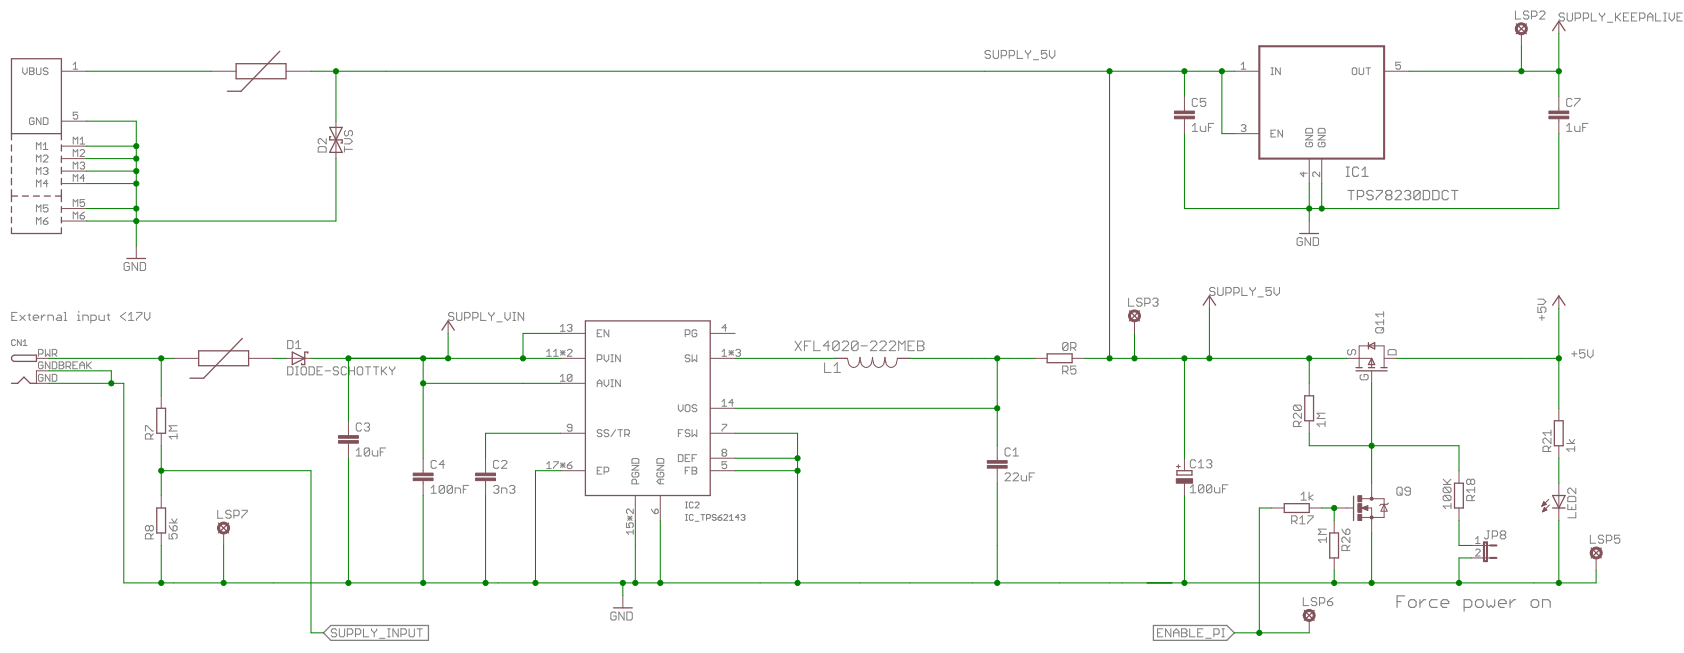 LSP2
SUPPLY_KEEPALIVE
SUPPLY_5V
VBUS 1
GND 5
M1 M1
M2 M2
M3 M3
M4 M4
M5 M5
M6 M6
GND
D2
TVS
C5
1uF
1 IN
OUT 5
3 EN
GND
GND
4
2
IC1
TPS78230DDCT
C7
1uF
GND
External input <17V
CN1
PWR
GNDBREAK
GND
D1
DIODE-SCHOTTKY
R7
1M
R8
56k
LSP7
SUPPLY_INPUT
C3
10uF
C4
100nF
C2
3n3
SUPPLY_VIN
13 EN
11*2 PVIN
10 AVIN
9 SS/TR
17*6 EP
PG 4
SW 1*3
VOS 14
FSW 7
DEF 8
FB 5
PGND
AGND
15*2
6
IC2
IC_TPS62143
GND
XFL4020-222MEB
L1
C1
22uF
0R
R5
LSP3
SUPPLY_5V
C13
+
100uF
R20
1M
Q11
S
D
G
+5V
+5V
R21
1k
LED2
Q9
1k
R17
1M
R26
100K
R18
JP8
1
2
LSP5
Force power on
LSP6
ENABLE_PI